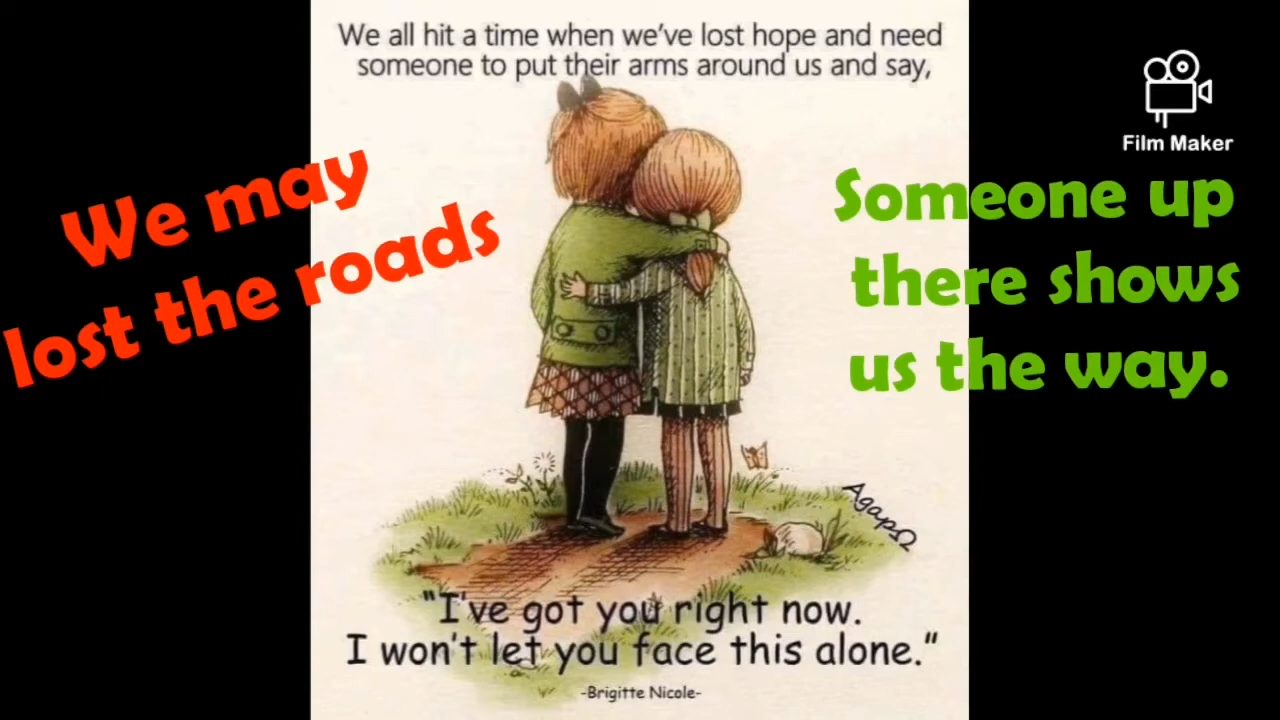 We all hit a time when we've lost hope and need
someone to put their arms around us and say,
Film Maker
We may
lost the roads
Someone up
there shows
us the way.
AgapΩ
"I've got you right now.
I won't let you face this alone."
-Brigitte Nicole-